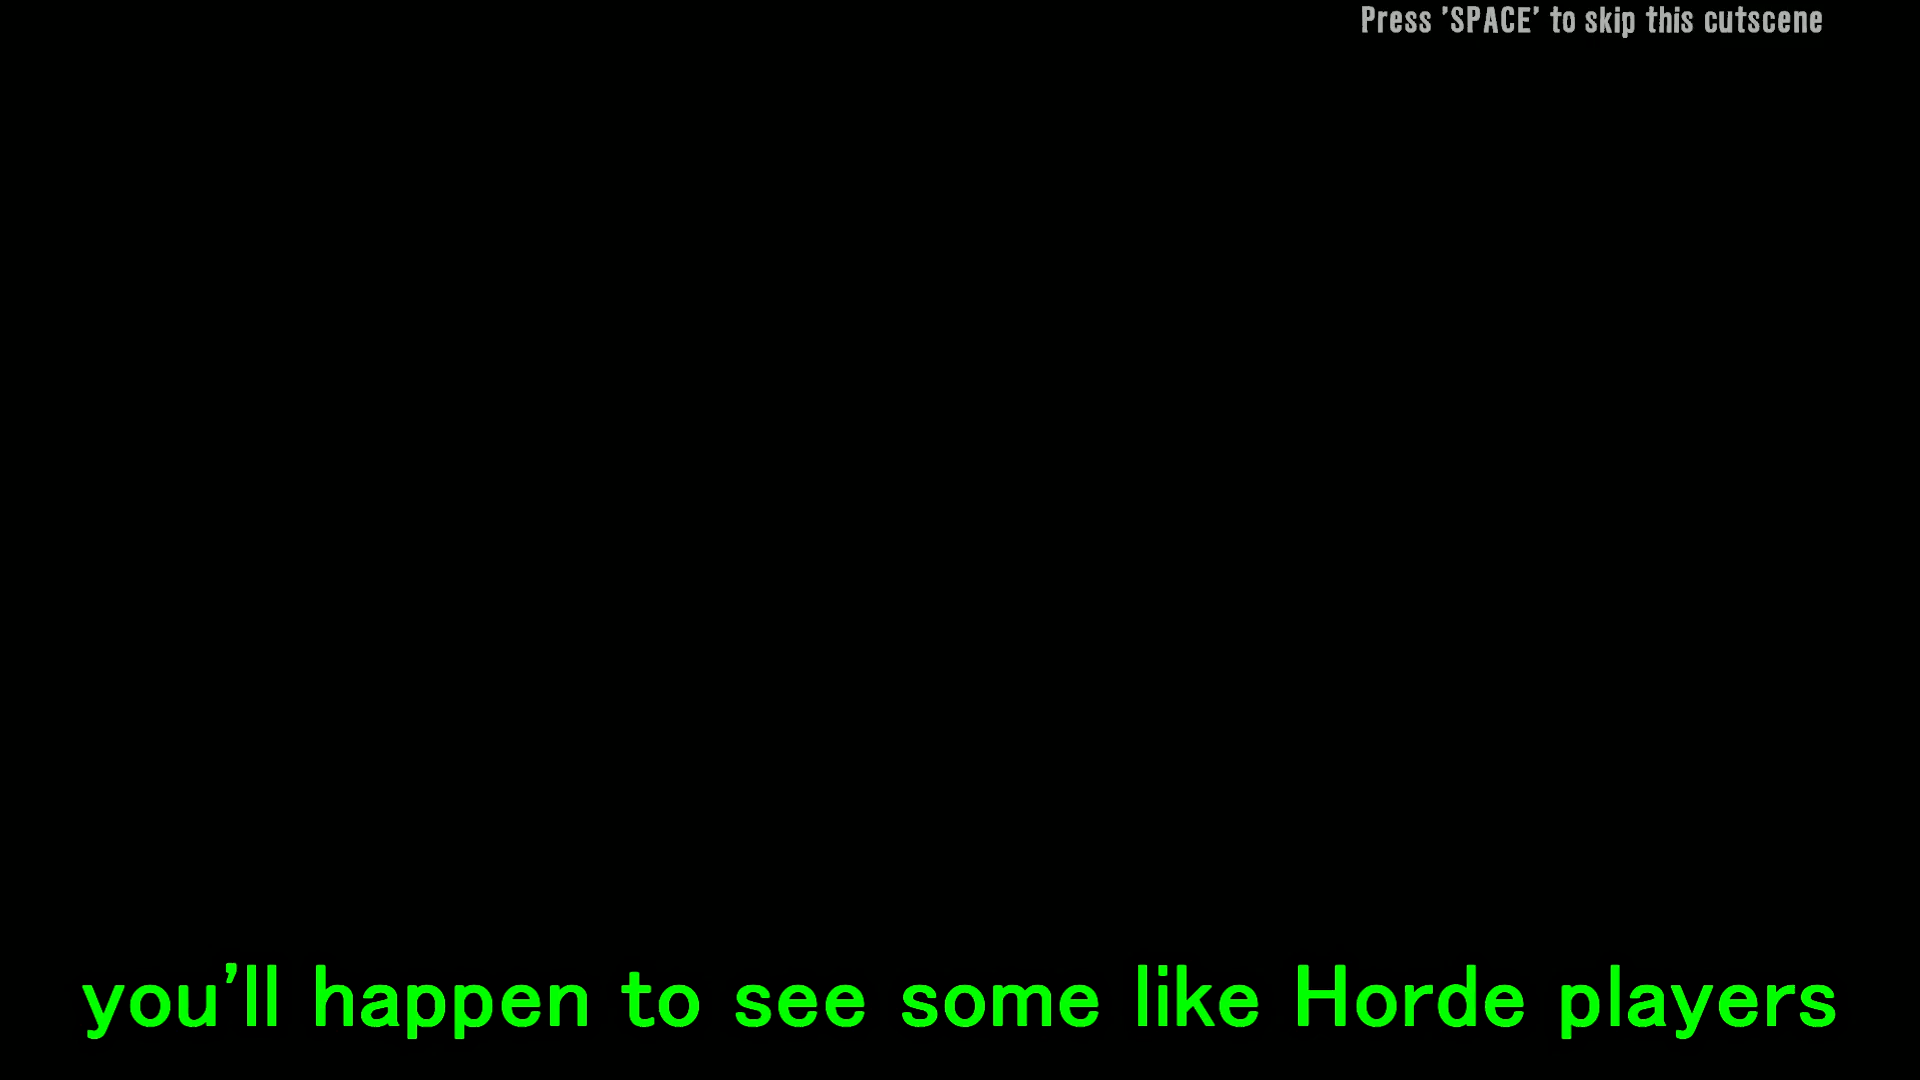 Press 'SPACE' to skip this cutscene
you'll happen to see some like Horde players